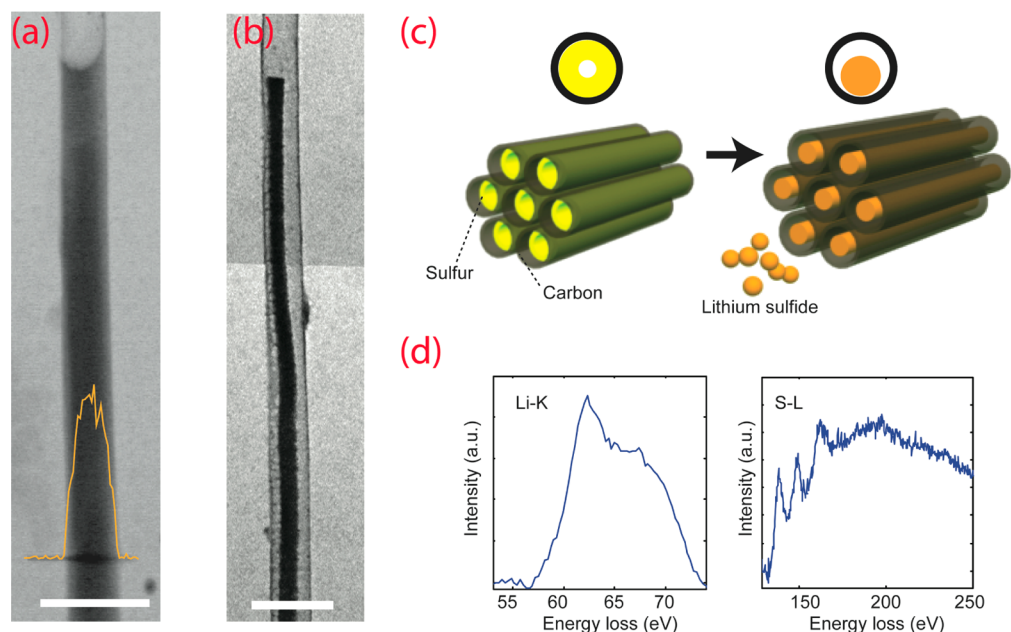 (a)
(b)
(c)
Sulfur
Carbon
Lithium sulfide
(d)
Li-K
Intensity (a.u.)
55 60 65 70
Energy loss (eV)
S-L
Intensity (a.u.)
150 200 250
Energy loss (eV)